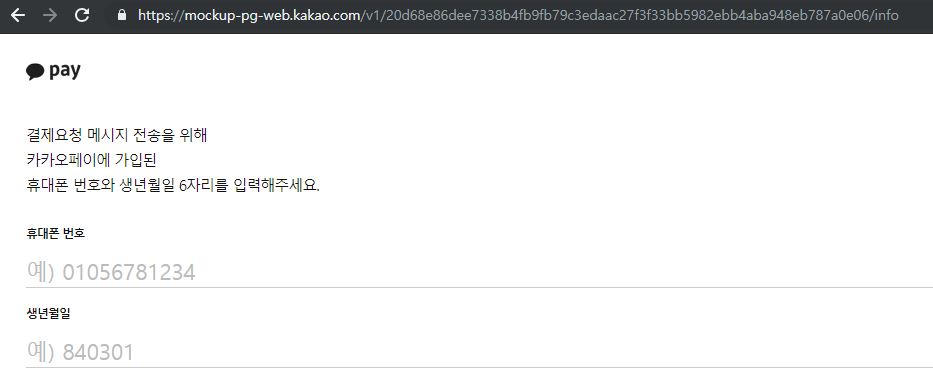 https://mockup-pg-web.kakao.com/v1/20d68e86dee7338b4fb9fb79c3edaac27f3f33bb5982ebb4aba948eb787a0e06/info
pay
결제요청 메시지 전송을 위해
카카오페이에 가입된
휴대폰 번호와 생년월일 6자리를 입력해주세요.
휴대폰 번호
예) 01056781234
생년월일
예) 840301